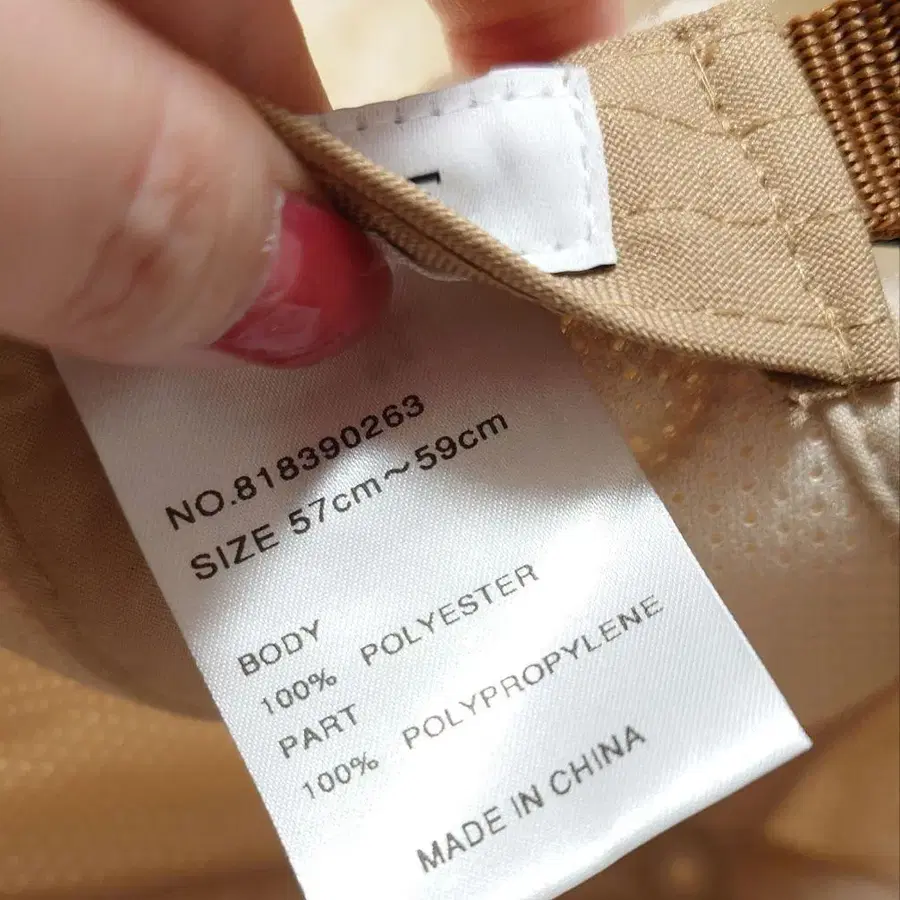 NO.818390263
SIZE 57cm～59cm
BODY
100% POLYESTER
PART
100% POLYPROPYLENE
MADE IN CHINA